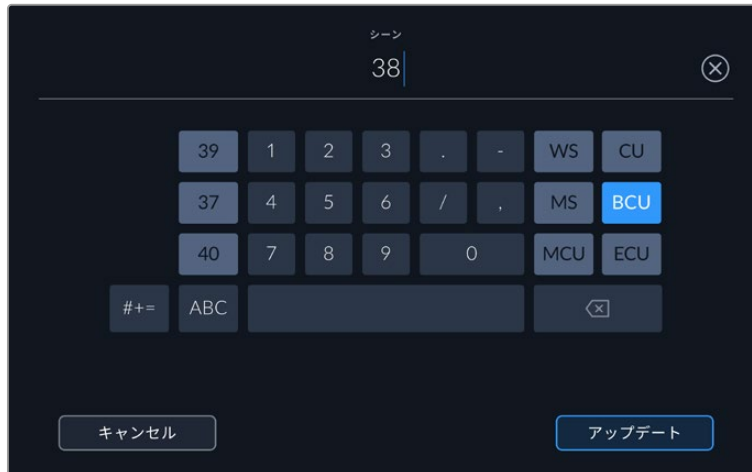 シーン
38
39 1 2 3 . - WS CU
37 4 5 6 / , MS BCU
40 7 8 9 0 MCU ECU
#+= ABC
キャンセル アップデート